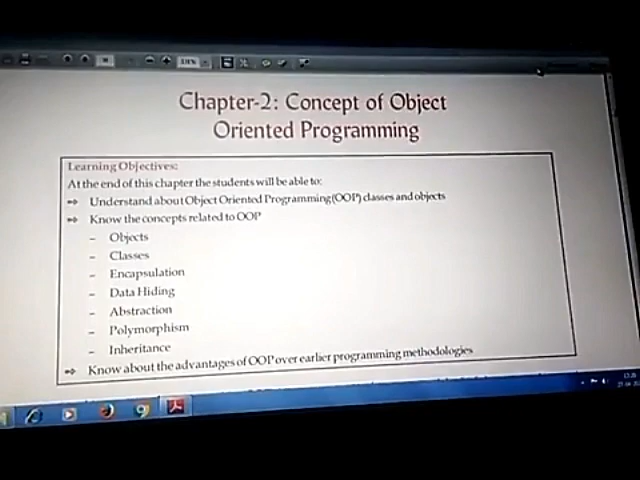 Chapter-2: Concept of Object
Oriented Programming
Learning Objectives:
At the end of this chapter the students will be able to:
⇒ Understand about Object Oriented Programming(OOP) classes and objects
⇒ Know the concepts related to OOP
– Objects
– Classes
– Encapsulation
– Data Hiding
– Abstraction
– Polymorphism
– Inheritance
⇒ Know about the advantages of OOP over earlier programming methodologies